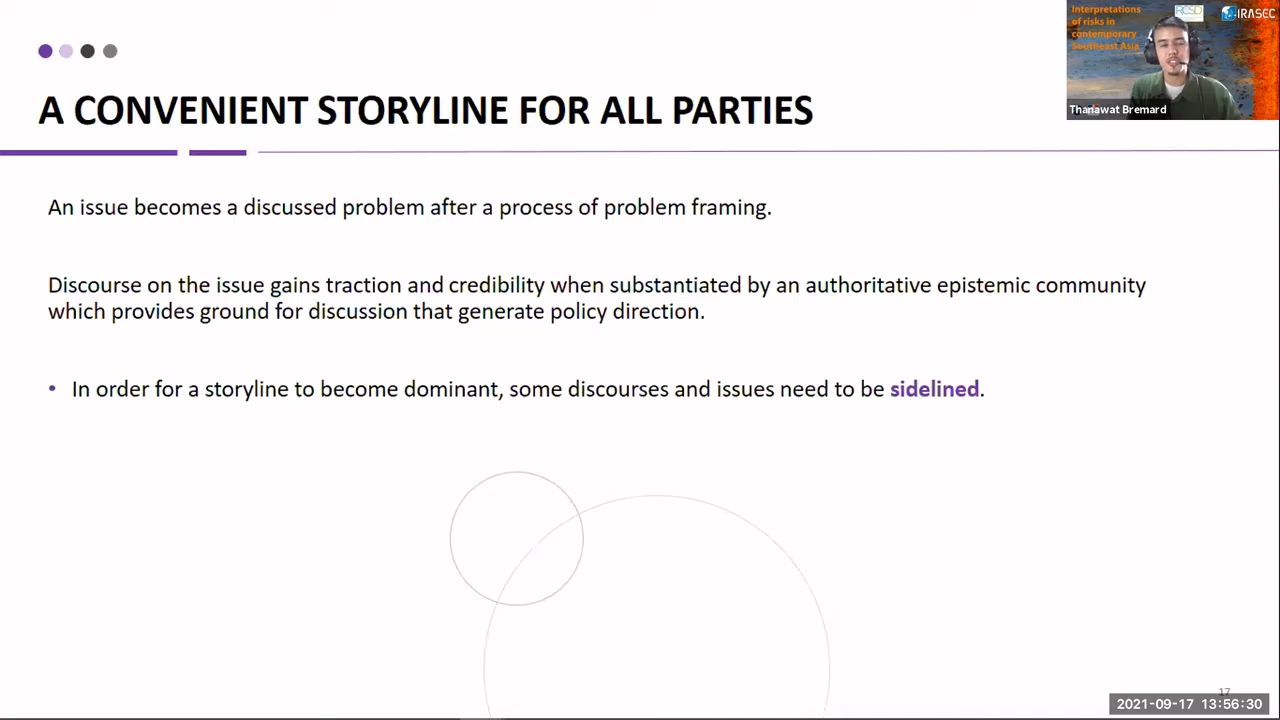 A CONVENIENT STORYLINE FOR ALL PARTIES
An issue becomes a discussed problem after a process of problem framing.
Discourse on the issue gains traction and credibility when substantiated by an authoritative epistemic community
which provides ground for discussion that generate policy direction.
• In order for a storyline to become dominant, some discourses and issues need to be sidelined.
Interpretations
of risks in
contemporary
Southeast Asia
RCSD
IRASEC
Thanawat Bremard
17
2021-09-17 13:56:30